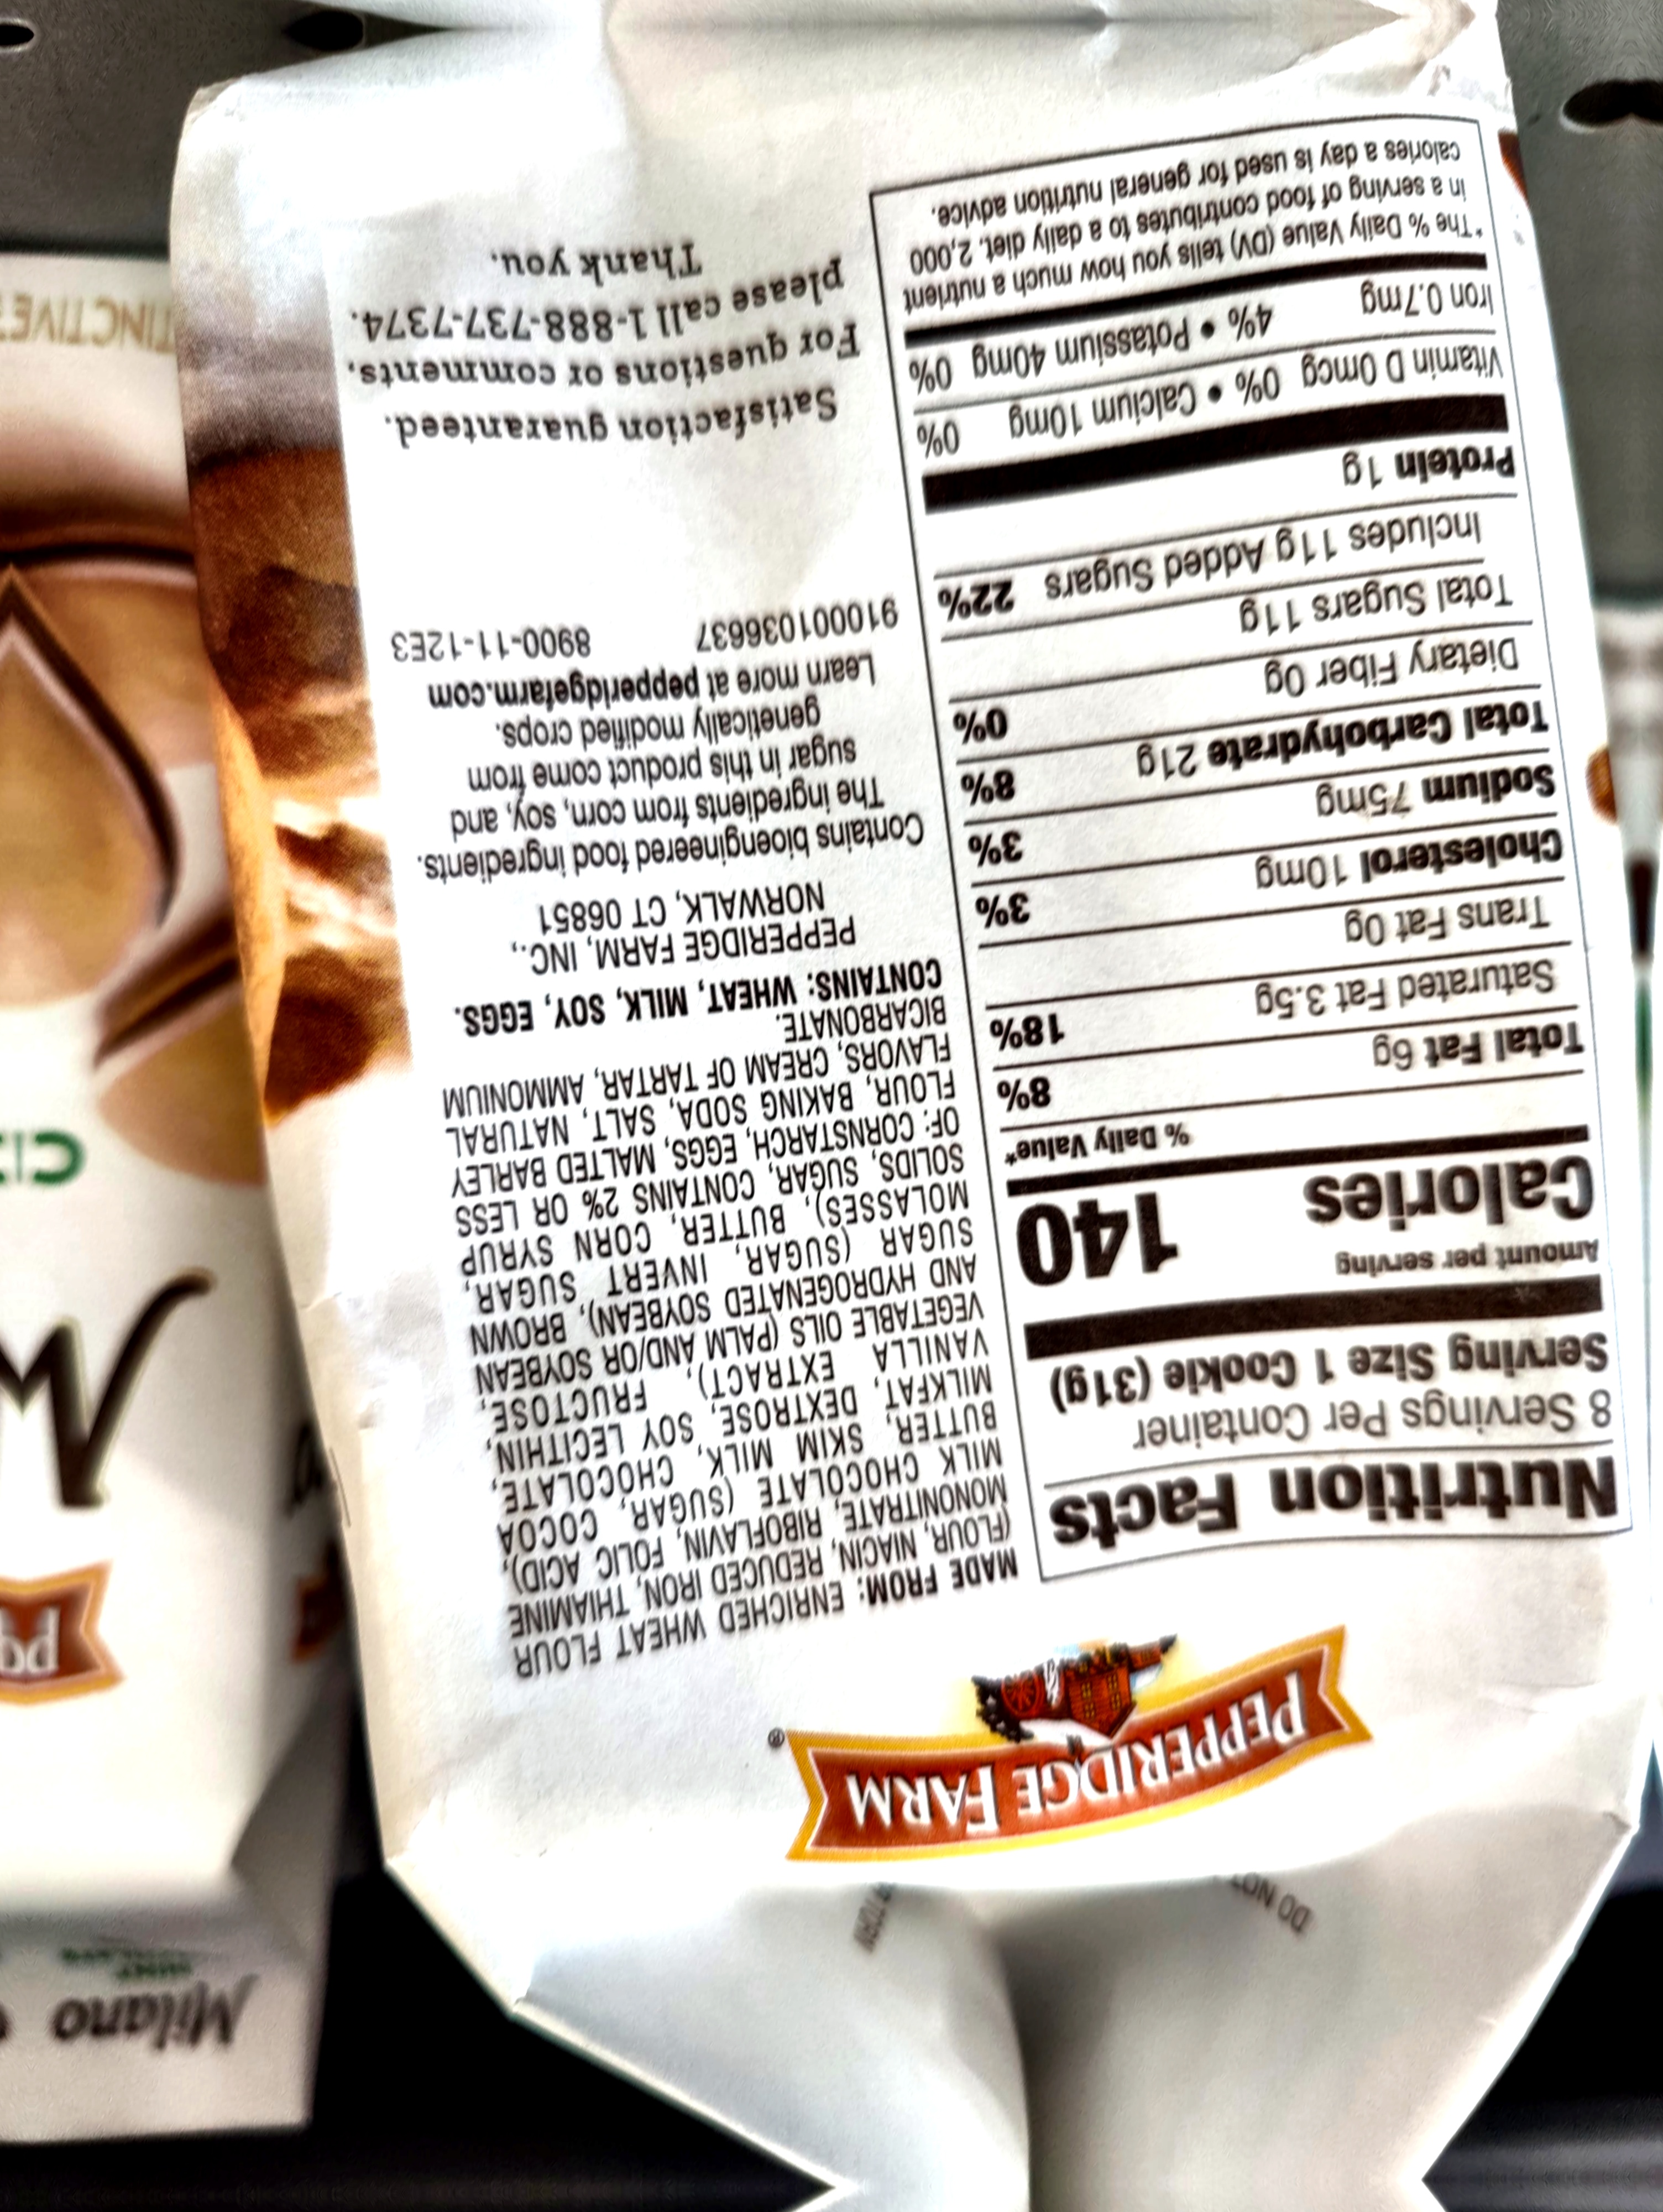 PEPPERIDGE FARM®
Nutrition Facts
8 Servings Per Container
Serving Size 1 Cookie (31g)
Amount per serving
Calories 140
% Daily Value*
Total Fat 6g 8%
Saturated Fat 3.5g 18%
Trans Fat 0g
Cholesterol 10mg 3%
Sodium 75mg 3%
Total Carbohydrate 21g 8%
Dietary Fiber 0g 0%
Total Sugars 11g
Includes 11g Added Sugars 22%
Protein 1g
Vitamin D 0mcg 0% • Calcium 10mg 0%
Iron 0.7mg 4% • Potassium 40mg 0%
*The % Daily Value (DV) tells you how much a nutrient
in a serving of food contributes to a daily diet. 2,000
calories a day is used for general nutrition advice.
MADE FROM: ENRICHED WHEAT FLOUR
(FLOUR, NIACIN, REDUCED IRON, THIAMINE
MONONITRATE, RIBOFLAVIN, FOLIC ACID),
MILK CHOCOLATE (SUGAR, COCOA
BUTTER, SKIM MILK, CHOCOLATE,
MILKFAT, DEXTROSE, SOY LECITHIN,
VANILLA EXTRACT), FRUCTOSE,
VEGETABLE OILS (PALM AND/OR SOYBEAN
AND HYDROGENATED SOYBEAN), BROWN
SUGAR (SUGAR, INVERT SUGAR,
MOLASSES), BUTTER, CORN SYRUP
SOLIDS, SUGAR, CONTAINS 2% OR LESS
OF: CORNSTARCH, EGGS, MALTED BARLEY
FLOUR, BAKING SODA, SALT, NATURAL
FLAVORS, CREAM OF TARTAR, AMMONIUM
BICARBONATE.
CONTAINS: WHEAT, MILK, SOY, EGGS.
PEPPERIDGE FARM, INC.,
NORWALK, CT 06851
Contains bioengineered food ingredients.
The ingredients from corn, soy, and
sugar in this product come from
genetically modified crops.
Learn more at pepperidgefarm.com
910001036637 8900-11-12E3
Satisfaction guaranteed.
For questions or comments,
please call 1-888-737-7374.
Thank you.
DO NOT
Milano
MINT